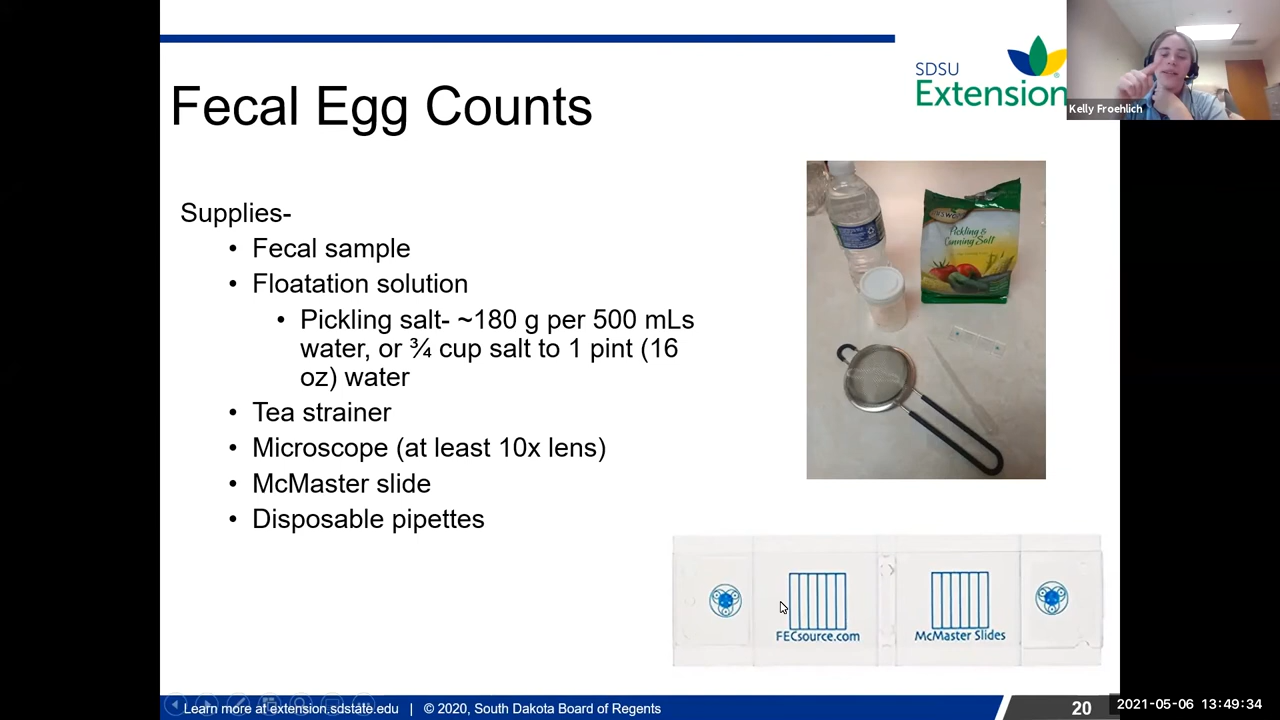 SDSU
Extension
Kelly Froehlich
Fecal Egg Counts
Supplies-
• Fecal sample
• Floatation solution
• Pickling salt- ~180 g per 500 mLs
water, or ¾ cup salt to 1 pint (16
oz) water
• Tea strainer
• Microscope (at least 10x lens)
• McMaster slide
• Disposable pipettes
Pickling &
Canning Salt
FECsource.com
McMaster Slides
Learn more at extension.sdstate.edu | © 2020, South Dakota Board of Regents
20
2021-05-06 13:49:34